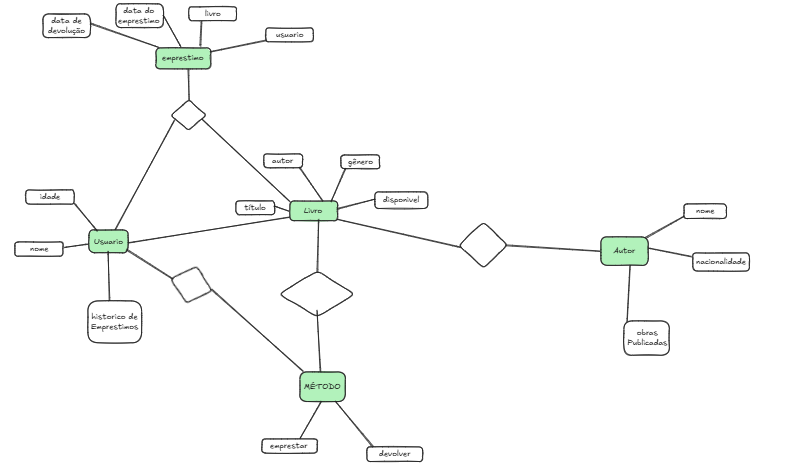 data de
devolução
data do
emprestimo
livro
usuario
emprestimo
autor
gênero
idade
título
Livro
disponivel
nome
Usuario
nome
Autor
nacionalidade
historico de
Emprestimos
obras
Publicadas
MÉTODO
emprestar
devolver